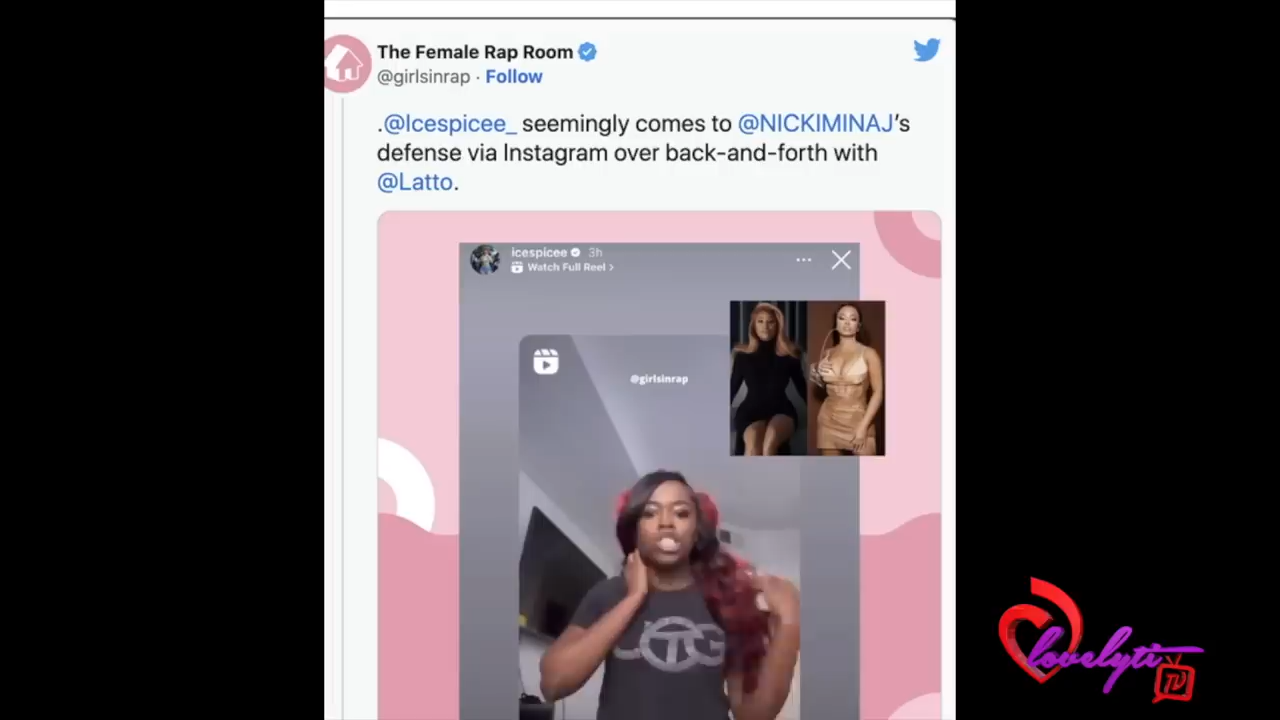 The Female Rap Room
@girlsinrap · Follow
.@Icespicee_ seemingly comes to @NICKIMINAJ's
defense via Instagram over back-and-forth with
@Latto.
icespicee 3h
Watch Full Reel >
@girlsinrap
lovelyti
TV